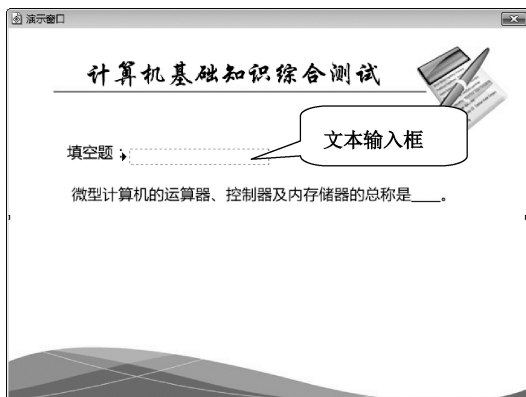 演示窗口
计算机基础知识综合测试
文本输入框
填空题：
微型计算机的运算器、控制器及内存储器的总称是____。